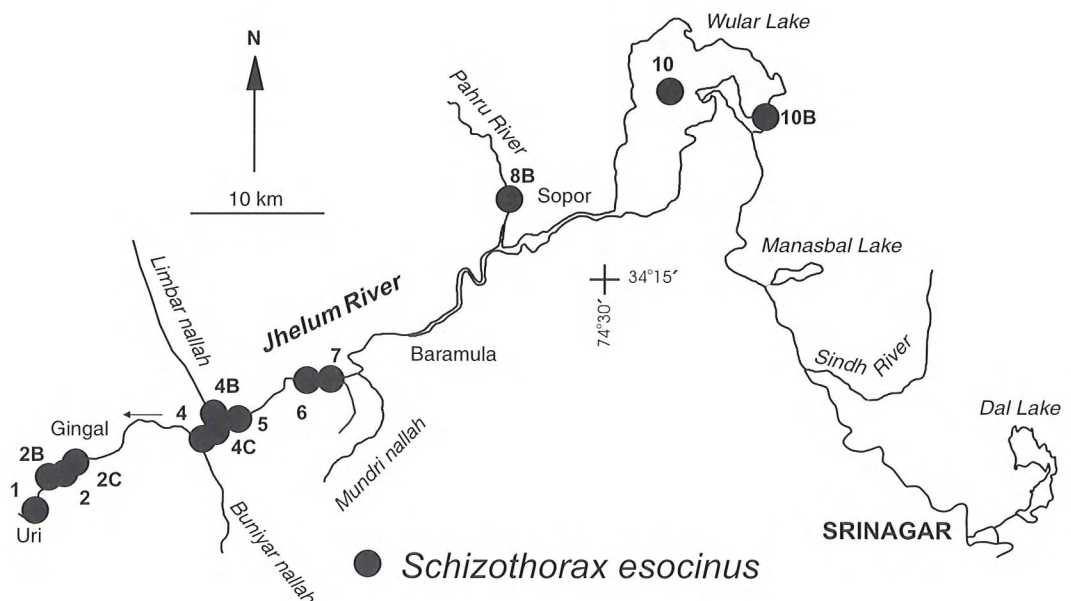 Wular Lake
N
10
Pahru River
10B
8B
Sopor
10 km
Manasbal Lake
34°15′
74°30′
Limbar nallah
Jhelum River
Sindh River
Baramula
7
4B
6
4
5
Dal Lake
Gingal
4C
2B
2C
Mundri nallah
1
2
Uri
Buniyar nallah
SRINAGAR
Schizothorax esocinus